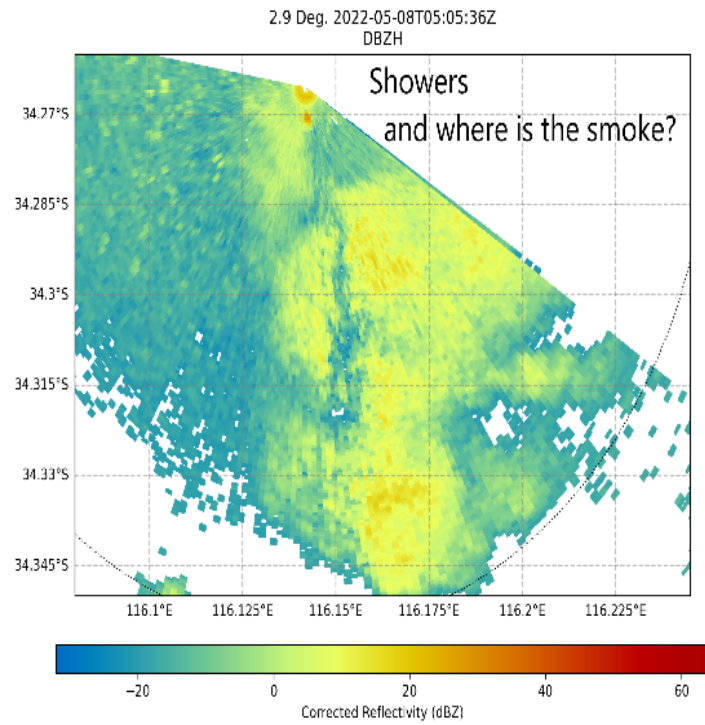 2.9 Deg. 2022-05-08T05:05:36Z
DBZH
Showers
and where is the smoke?
34.77°S
34.285°S
34.3°S
34.315°S
34.33°S
34.345°S
116.1°E 116.125°E 116.15°E 116.175°E 116.2°E 116.225°E
−20 0 20 40 60
Corrected Reflectivity (dBZ)